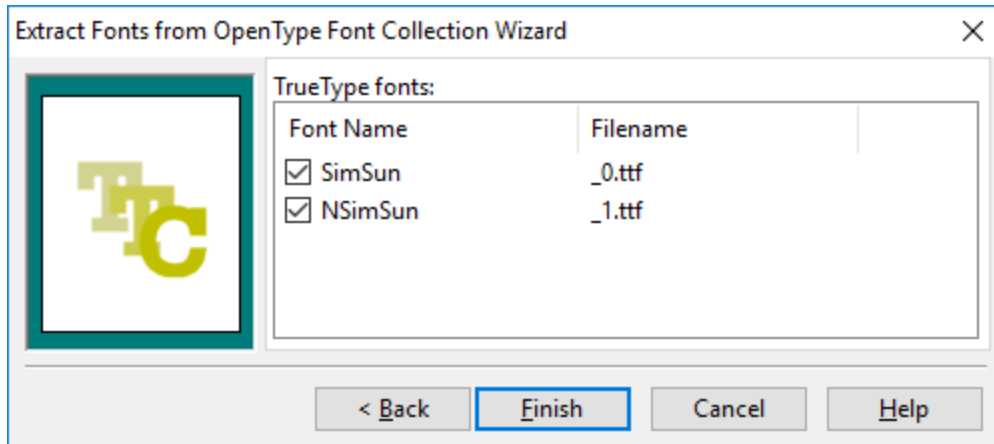 Extract Fonts from OpenType Font Collection Wizard
TrueType fonts:
Font Name Filename
SimSun _0.ttf
NSimSun _1.ttf
TTC
< Back Finish Cancel Help